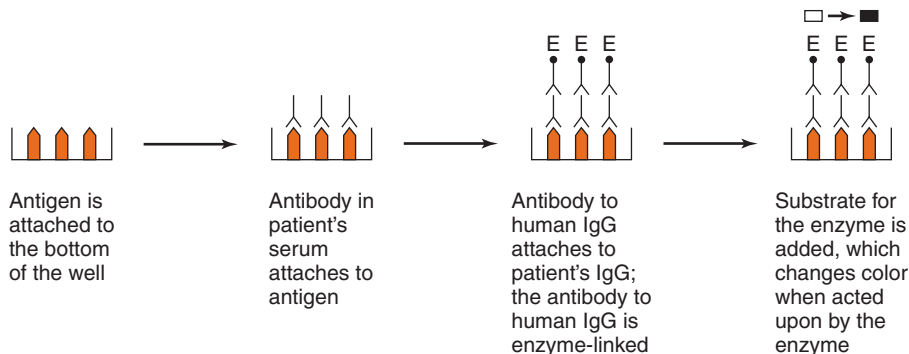 E E E
E E E
Antigen is
attached to
the bottom
of the well
Antibody in
patient's
serum
attaches to
antigen
Antibody to
human IgG
attaches to
patient's IgG;
the antibody to
human IgG is
enzyme-linked
Substrate for
the enzyme is
added, which
changes color
when acted
upon by the
enzyme